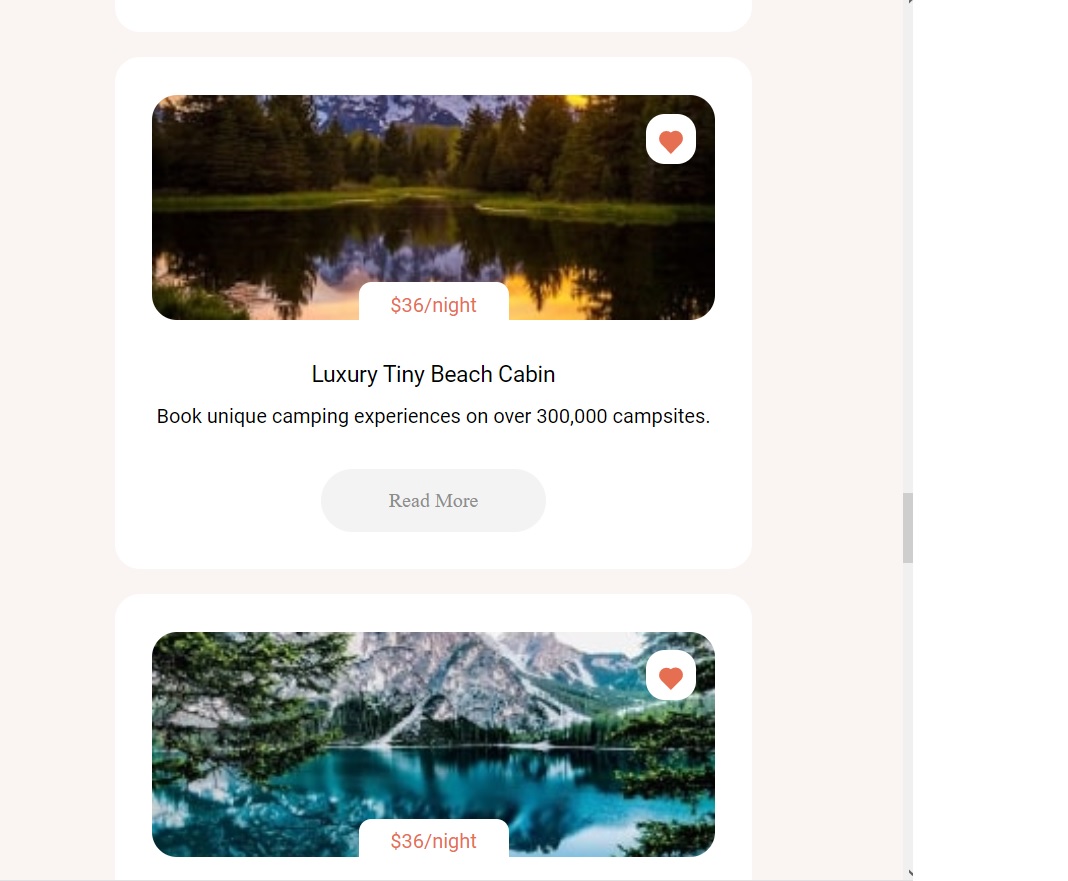 $36/night
Luxury Tiny Beach Cabin
Book unique camping experiences on over 300,000 campsites.
Read More
$36/night